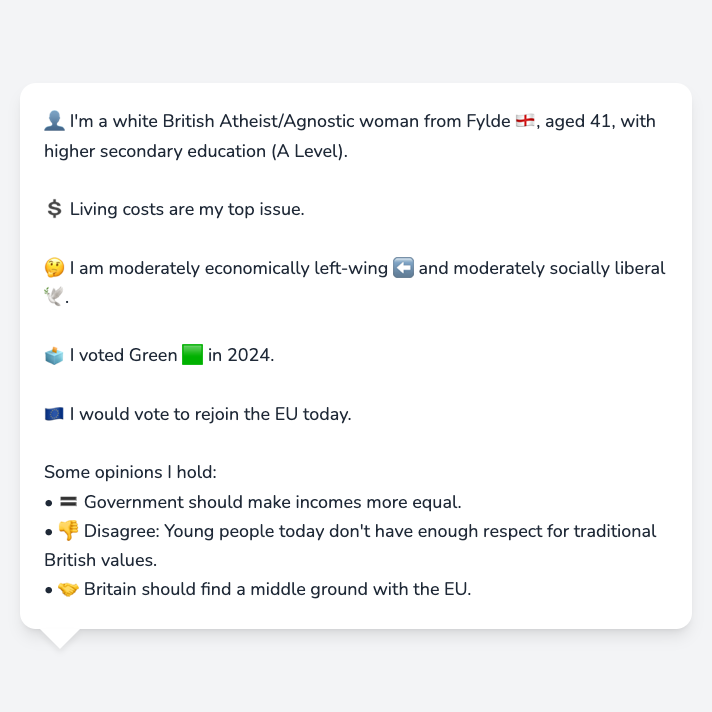 👤 I'm a white British Atheist/Agnostic woman from Fylde 🏴󠁧󠁢󠁥󠁮󠁧󠁿, aged 41, with
higher secondary education (A Level).
💲 Living costs are my top issue.
🤔 I am moderately economically left-wing ⬅️ and moderately socially liberal
🕊️.
🗳️ I voted Green 🟩 in 2024.
🇪🇺 I would vote to rejoin the EU today.
Some opinions I hold:
• 🟰 Government should make incomes more equal.
• 👎 Disagree: Young people today don't have enough respect for traditional
British values.
• 🤝 Britain should find a middle ground with the EU.